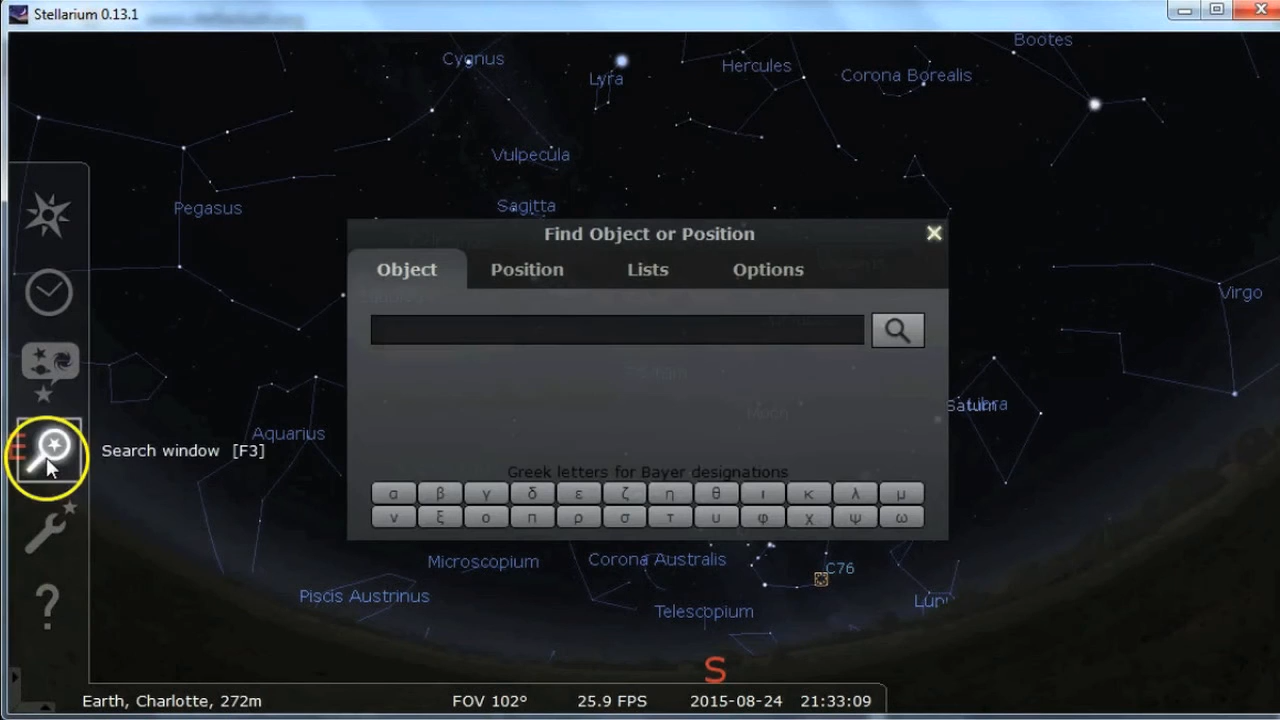 Stellarium 0.13.1
Cygnus
Lyra
Hercules
Corona Borealis
Bootes
Vulpecula
Sagitta
Pegasus
Find Object or Position
Object Position Lists Options
Virgo
Moon
Saturn
Libra
Aquarius
E
Search window [F3]
Greek letters for Bayer designations
α β γ δ ε ζ η θ ι κ λ μ
ν ξ ο π ρ σ τ υ φ χ ψ ω
Microscopium
Corona Australis
C76
Piscis Austrinus
Telescopium
Lupu
S
Earth, Charlotte, 272m FOV 102° 25.9 FPS 2015-08-24 21:33:09